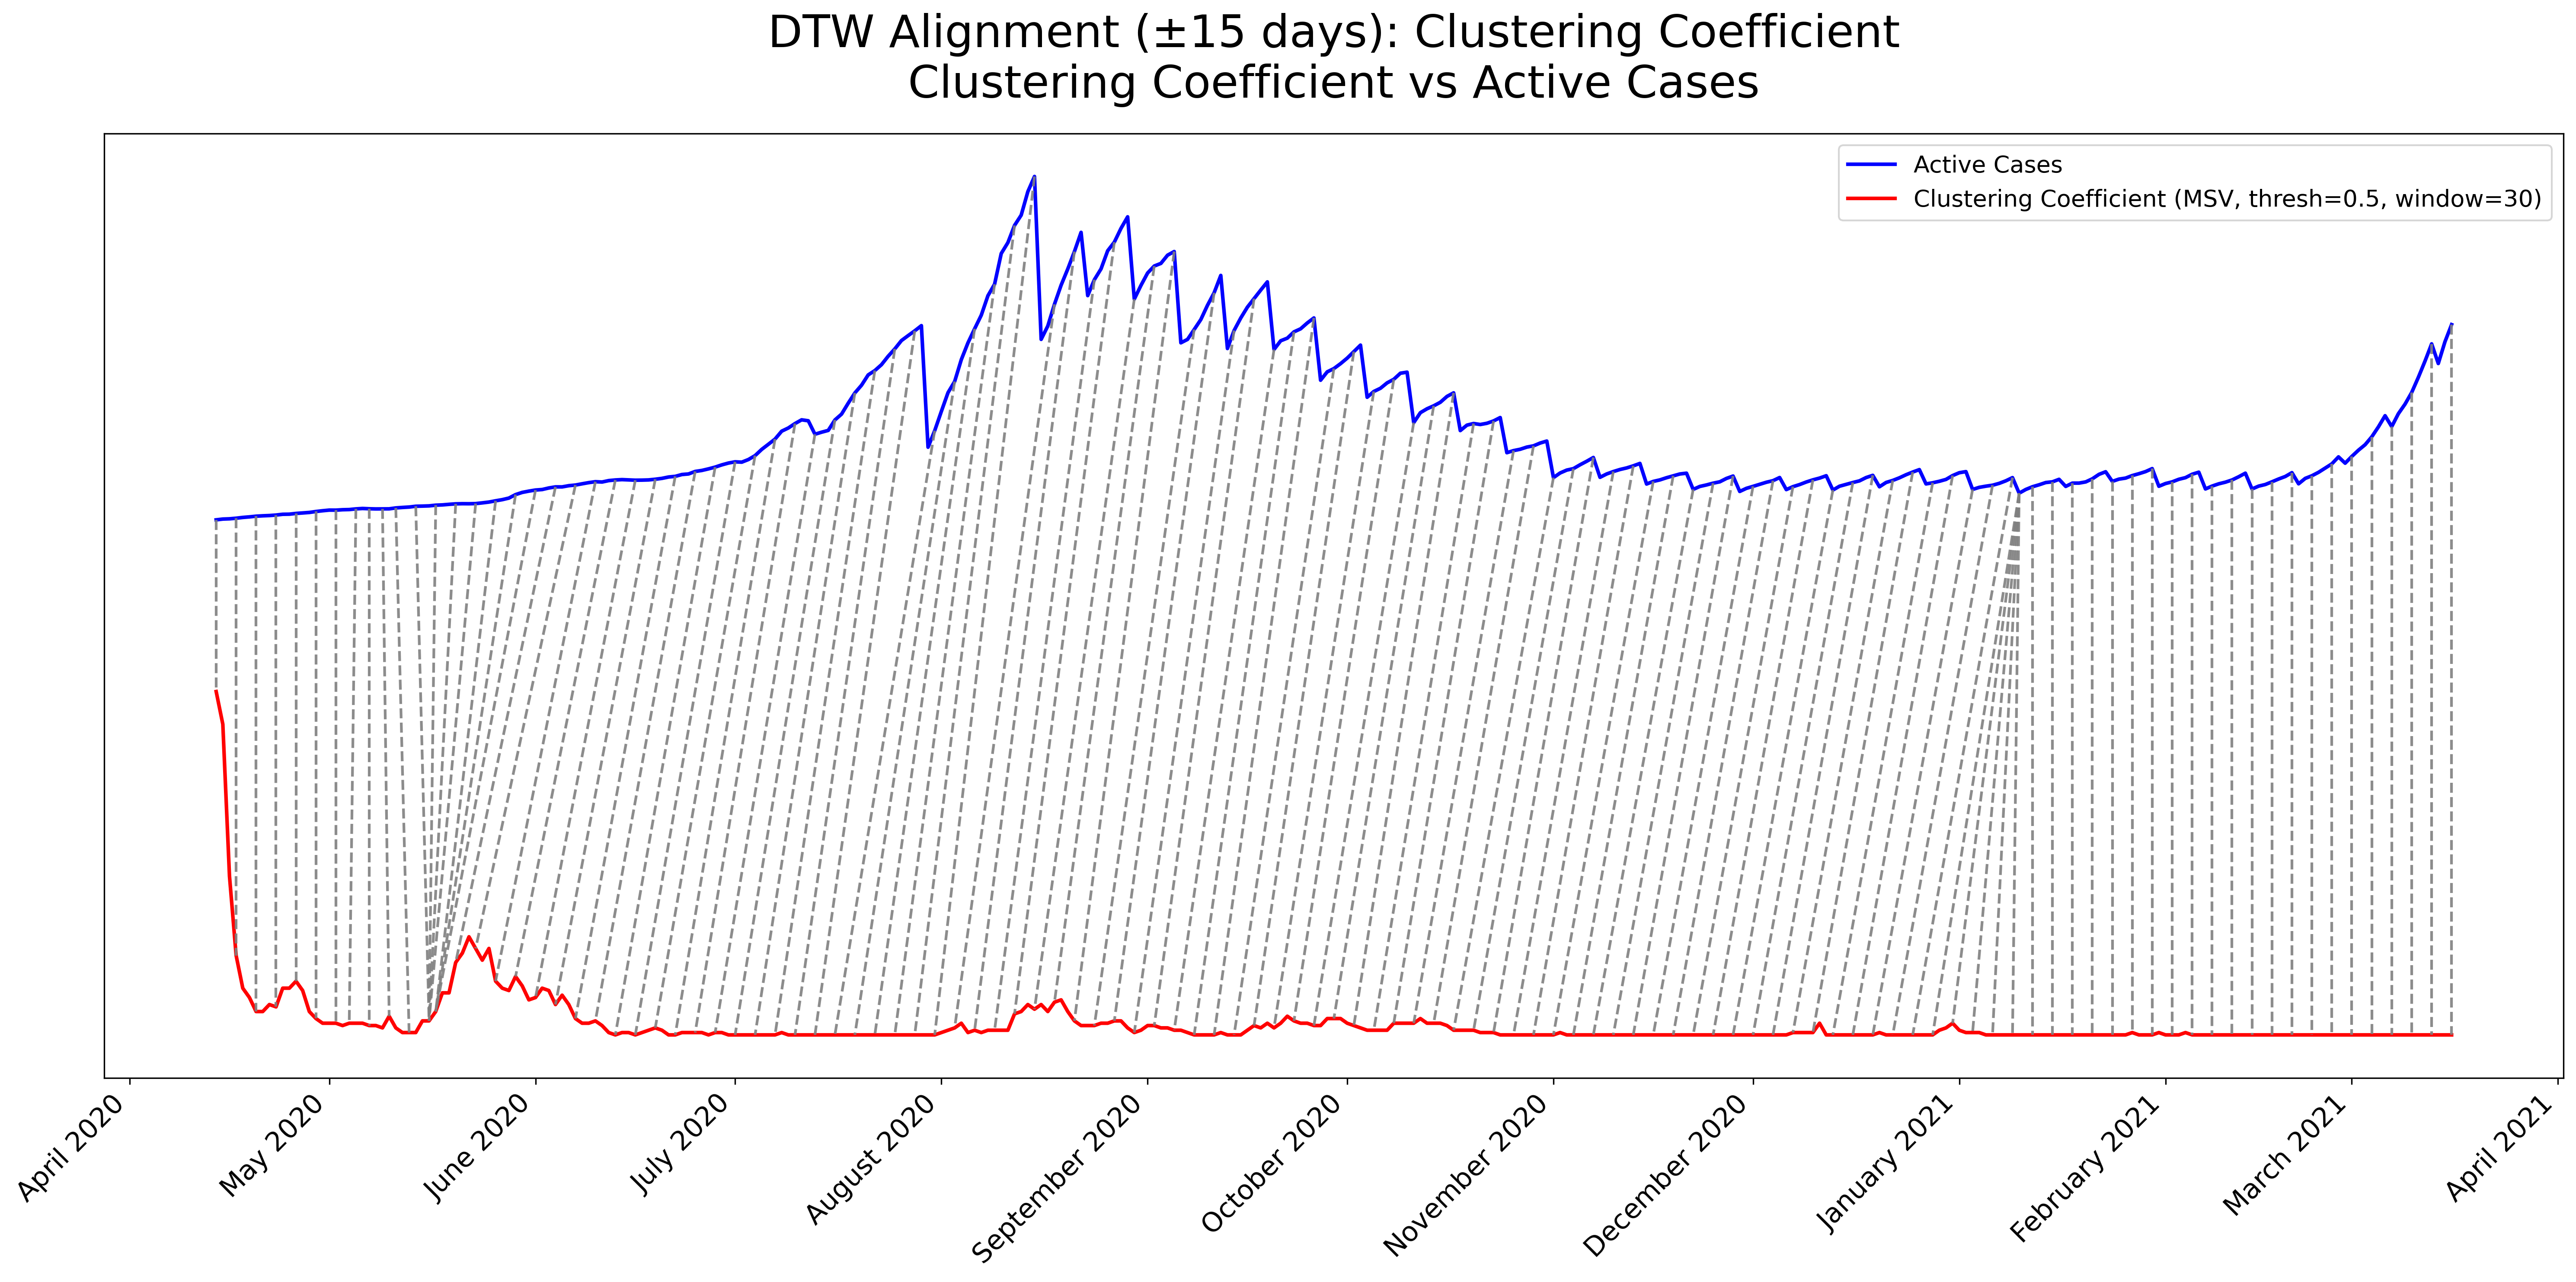 DTW Alignment (±15 days): Clustering Coefficient
Clustering Coefficient vs Active Cases
Active Cases
Clustering Coefficient (MSV, thresh=0.5, window=30)
April 2020
May 2020
June 2020
July 2020
August 2020
September 2020
October 2020
November 2020
December 2020
January 2021
February 2021
March 2021
April 2021